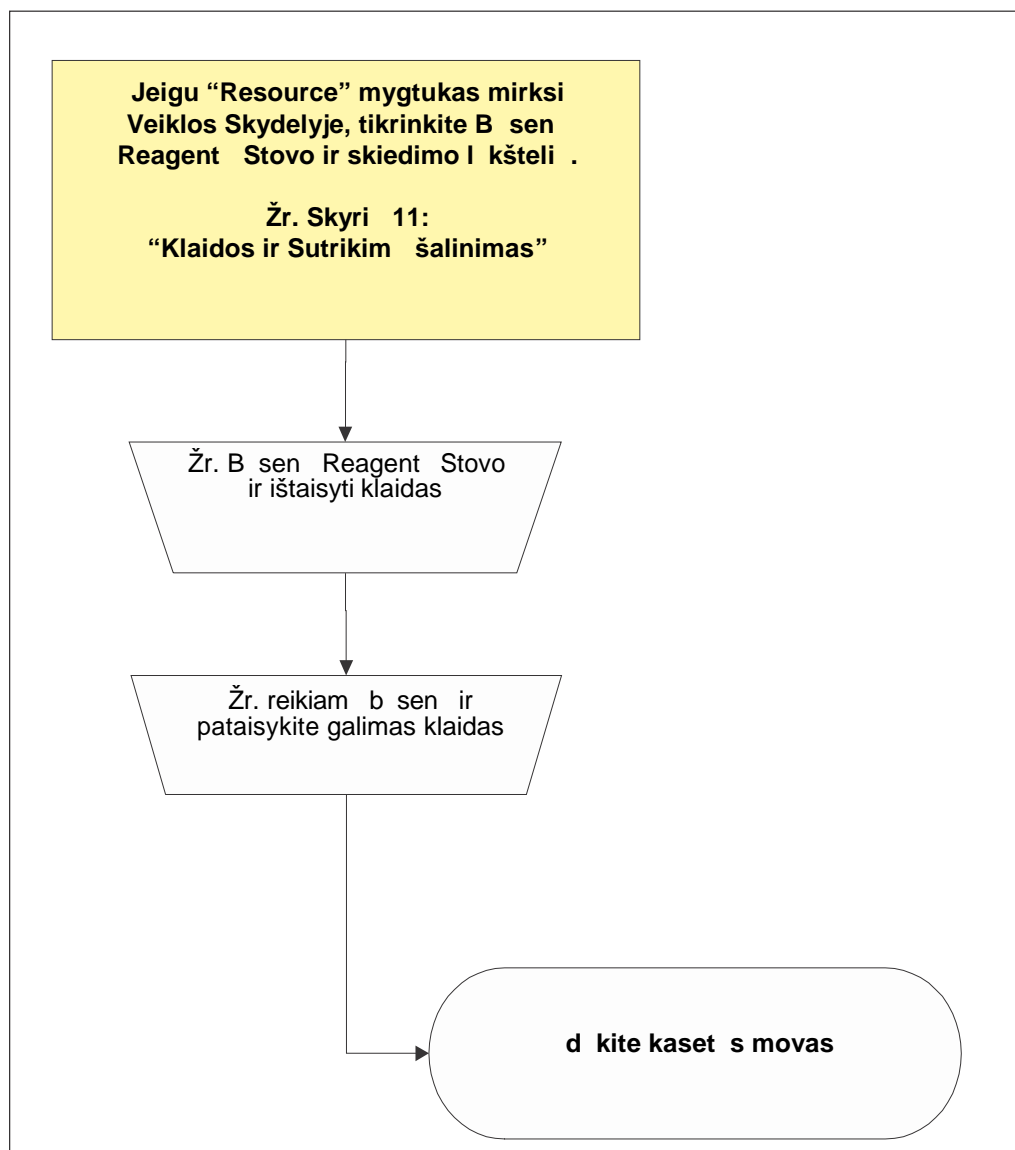 Jeigu “Resource” mygtukas mirksi
Veiklos Skydelyje, tikrinkite B sen
Reagent Stovo ir skiedimo l kšteli .
Žr. Skyri 11:
“Klaidos ir Sutrikim šalinimas”
Žr. B sen Reagent Stovo
ir ištaisyti klaidas
Žr. reikiam b sen ir
pataisykite galimas klaidas
d kite kaset s movas